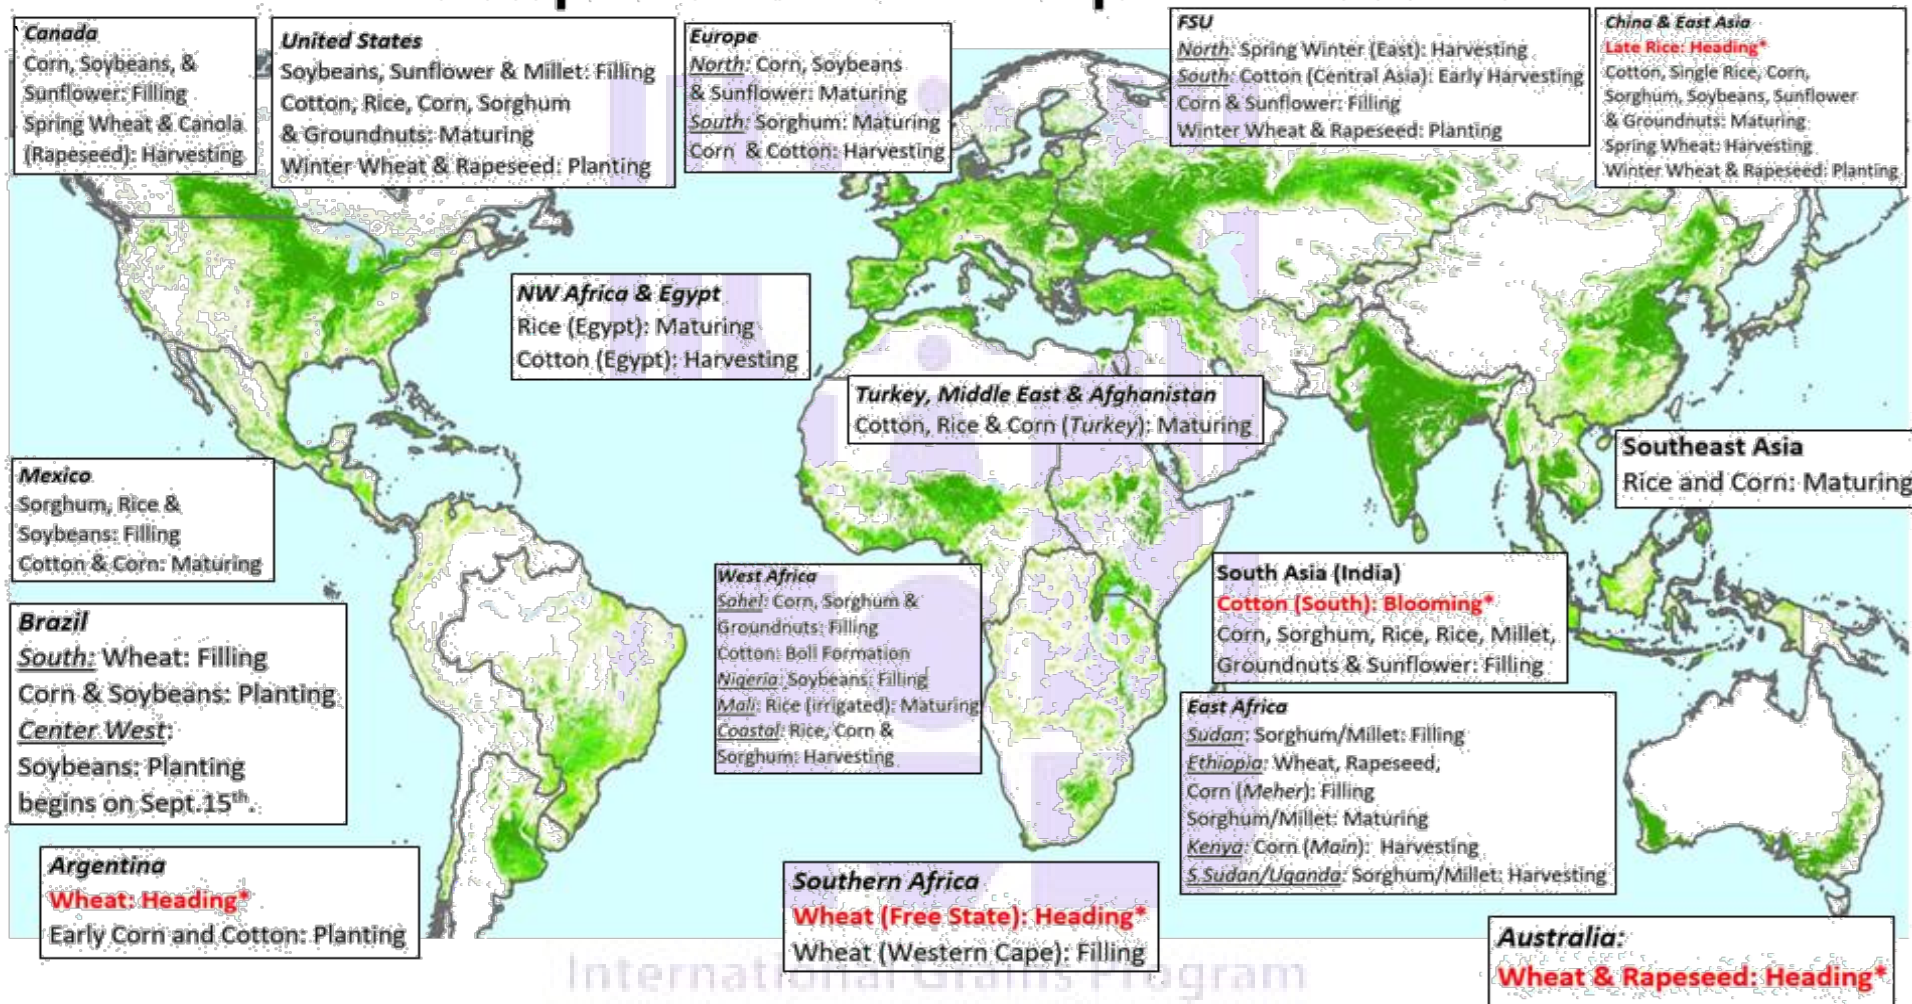 Canada
Corn, Soybeans, &
Sunflower: Filling
Spring Wheat & Canola
(Rapeseed): Harvesting
United States
Soybeans, Sunflower & Millet: Filling
Cotton, Rice, Corn, Sorghum
& Groundnuts: Maturing
Winter Wheat & Rapeseed: Planting
Europe
North: Corn, Soybeans
& Sunflower: Maturing
South: Sorghum: Maturing
Corn & Cotton: Harvesting
FSU
North: Spring Winter (East): Harvesting
South: Cotton (Central Asia): Early Harvesting
Corn & Sunflower: Filling
Winter Wheat & Rapeseed: Planting
China & East Asia
Late Rice: Heading*
Cotton, Single Rice, Corn,
Sorghum, Soybeans, Sunflower
& Groundnuts: Maturing
Spring Wheat: Harvesting
Winter Wheat & Rapeseed: Planting
NW Africa & Egypt
Rice (Egypt): Maturing
Cotton (Egypt): Harvesting
Turkey, Middle East & Afghanistan
Cotton, Rice & Corn (Turkey): Maturing
Southeast Asia
Rice and Corn: Maturing
Mexico
Sorghum, Rice &
Soybeans: Filling
Cotton & Corn: Maturing
West Africa
Sahel: Corn, Sorghum &
Groundnuts: Filling
Cotton: Boll Formation
Nigeria: Soybeans: Filling
Mali: Rice (irrigated): Maturing
Coastal: Rice, Corn &
Sorghum: Harvesting
South Asia (India)
Cotton (South): Blooming*
Corn, Sorghum, Rice, Rice, Millet,
Groundnuts & Sunflower: Filling
Brazil
South: Wheat: Filling
Corn & Soybeans: Planting
Center West:
Soybeans: Planting
begins on Sept.15th.
East Africa
Sudan: Sorghum/Millet: Filling
Ethiopia: Wheat, Rapeseed,
Corn (Meher): Filling
Sorghum/Millet: Maturing
Kenya: Corn (Main): Harvesting
S.Sudan/Uganda: Sorghum/Millet: Harvesting
Argentina
Wheat: Heading*
Early Corn and Cotton: Planting
Southern Africa
Wheat (Free State): Heading*
Wheat (Western Cape): Filling
Australia:
Wheat & Rapeseed: Heading*
International Grains Program